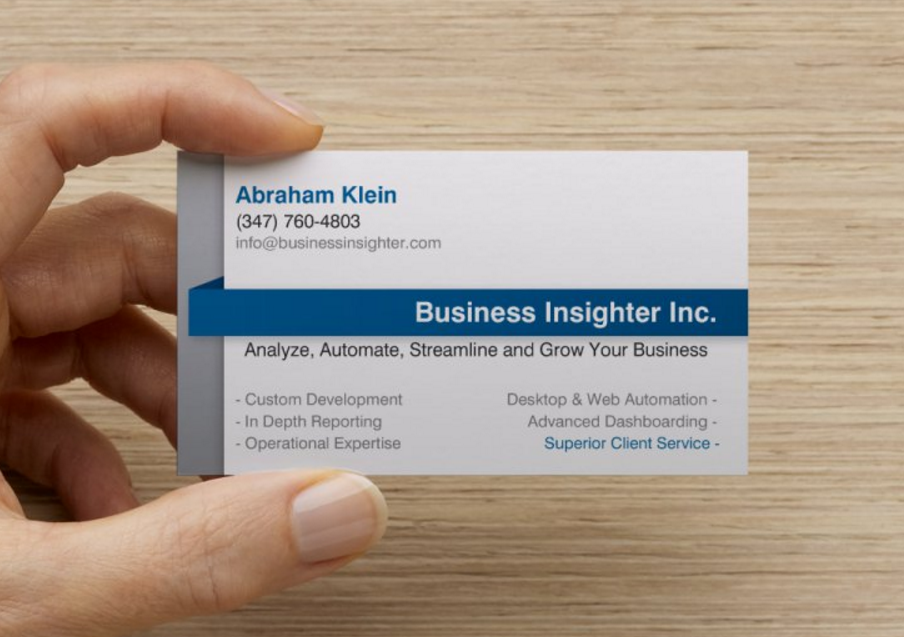 Abraham Klein
(347) 760-4803
info@businessinsighter.com
Business Insighter Inc.
Analyze, Automate, Streamline and Grow Your Business
- Custom Development
Desktop & Web Automation -
- In Depth Reporting
Advanced Dashboarding -
- Operational Expertise
Superior Client Service -